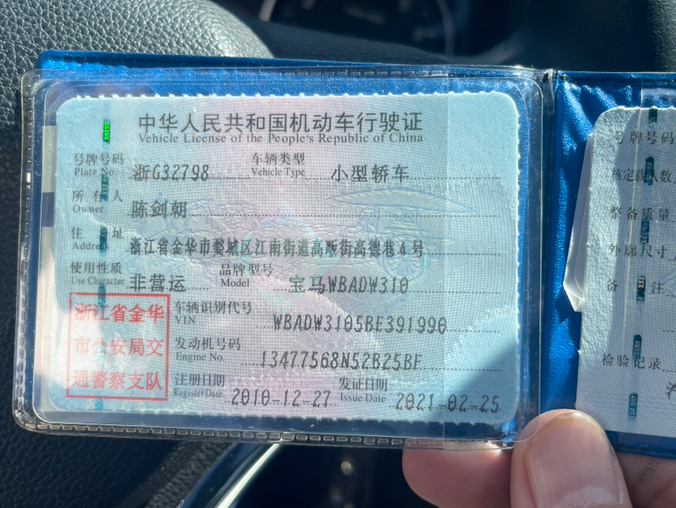 中华人民共和国机动车行驶证
Vehicle License of the People's Republic of China
号牌号码 浙G32798 车辆类型 小型轿车
Plate No. Vehicle Type
所有人 陈剑朝
Owner
住址 浙江省金华市婺城区江南街道高畈街高德巷4号
Address
使用性质 非营运 品牌型号 宝马WBADW310
Use Character Model
车辆识别代号 WBADW3105BE391990
VIN
发动机号码 13477568N52B25BF
Engine No.
注册日期 2010-12-27 发证日期 2021-02-25
Register Date Issue Date
浙江省金华
市公安局交
通警察支队
号牌号码
核定载人数
整备质量
外廓尺寸
备注
检验记录